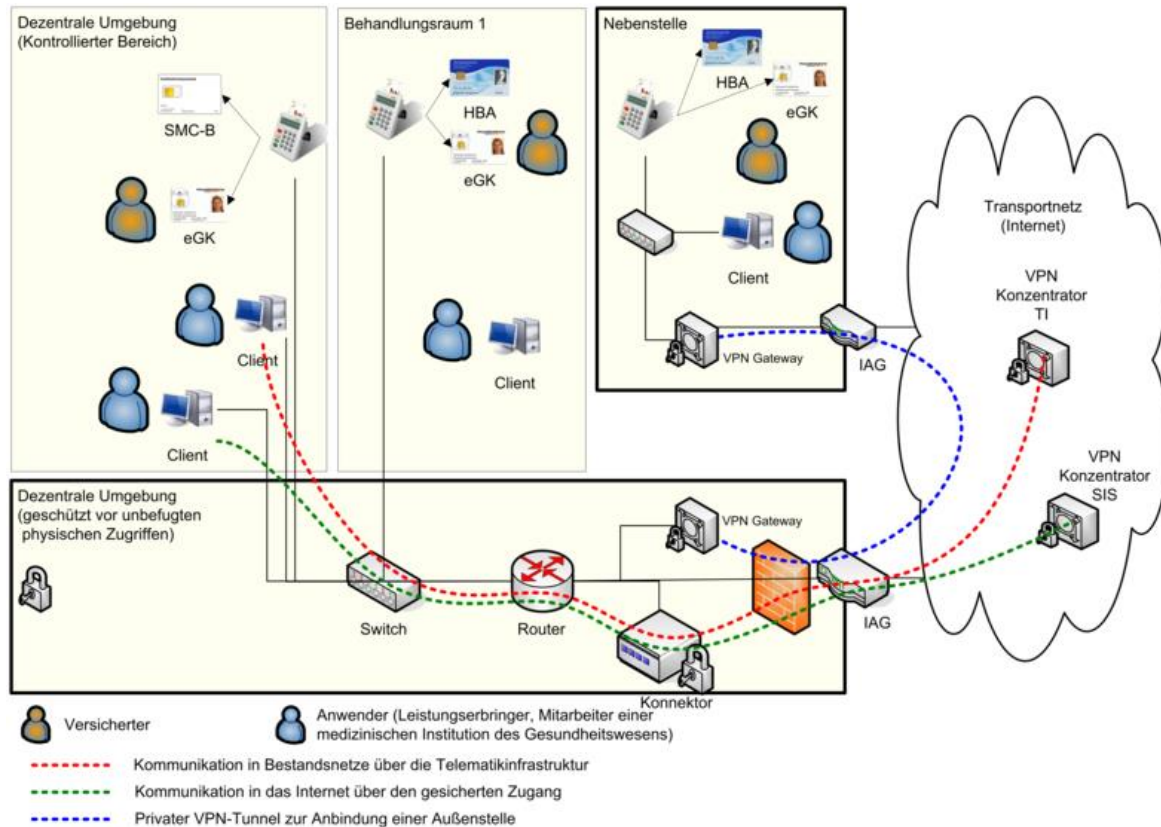 Dezentrale Umgebung
(Kontrollierter Bereich)
SMC-B
eGK
Client
Client
Behandlungsraum 1
HBA
eGK
Client
Nebenstelle
HBA
eGK
Client
VPN Gateway
IAG
Transportnetz
(Internet)
VPN
Konzentrator
TI
VPN
Konzentrator
SIS
Dezentrale Umgebung
(geschützt vor unbefugten
physischen Zugriffen)
VPN Gateway
Switch
Router
IAG
Konnektor
Versicherter
Anwender (Leistungserbringer, Mitarbeiter einer
medizinischen Institution des Gesundheitswesens)
Kommunikation in Bestandsnetze über die Telematikinfrastruktur
Kommunikation in das Internet über den gesicherten Zugang
Privater VPN-Tunnel zur Anbindung einer Außenstelle